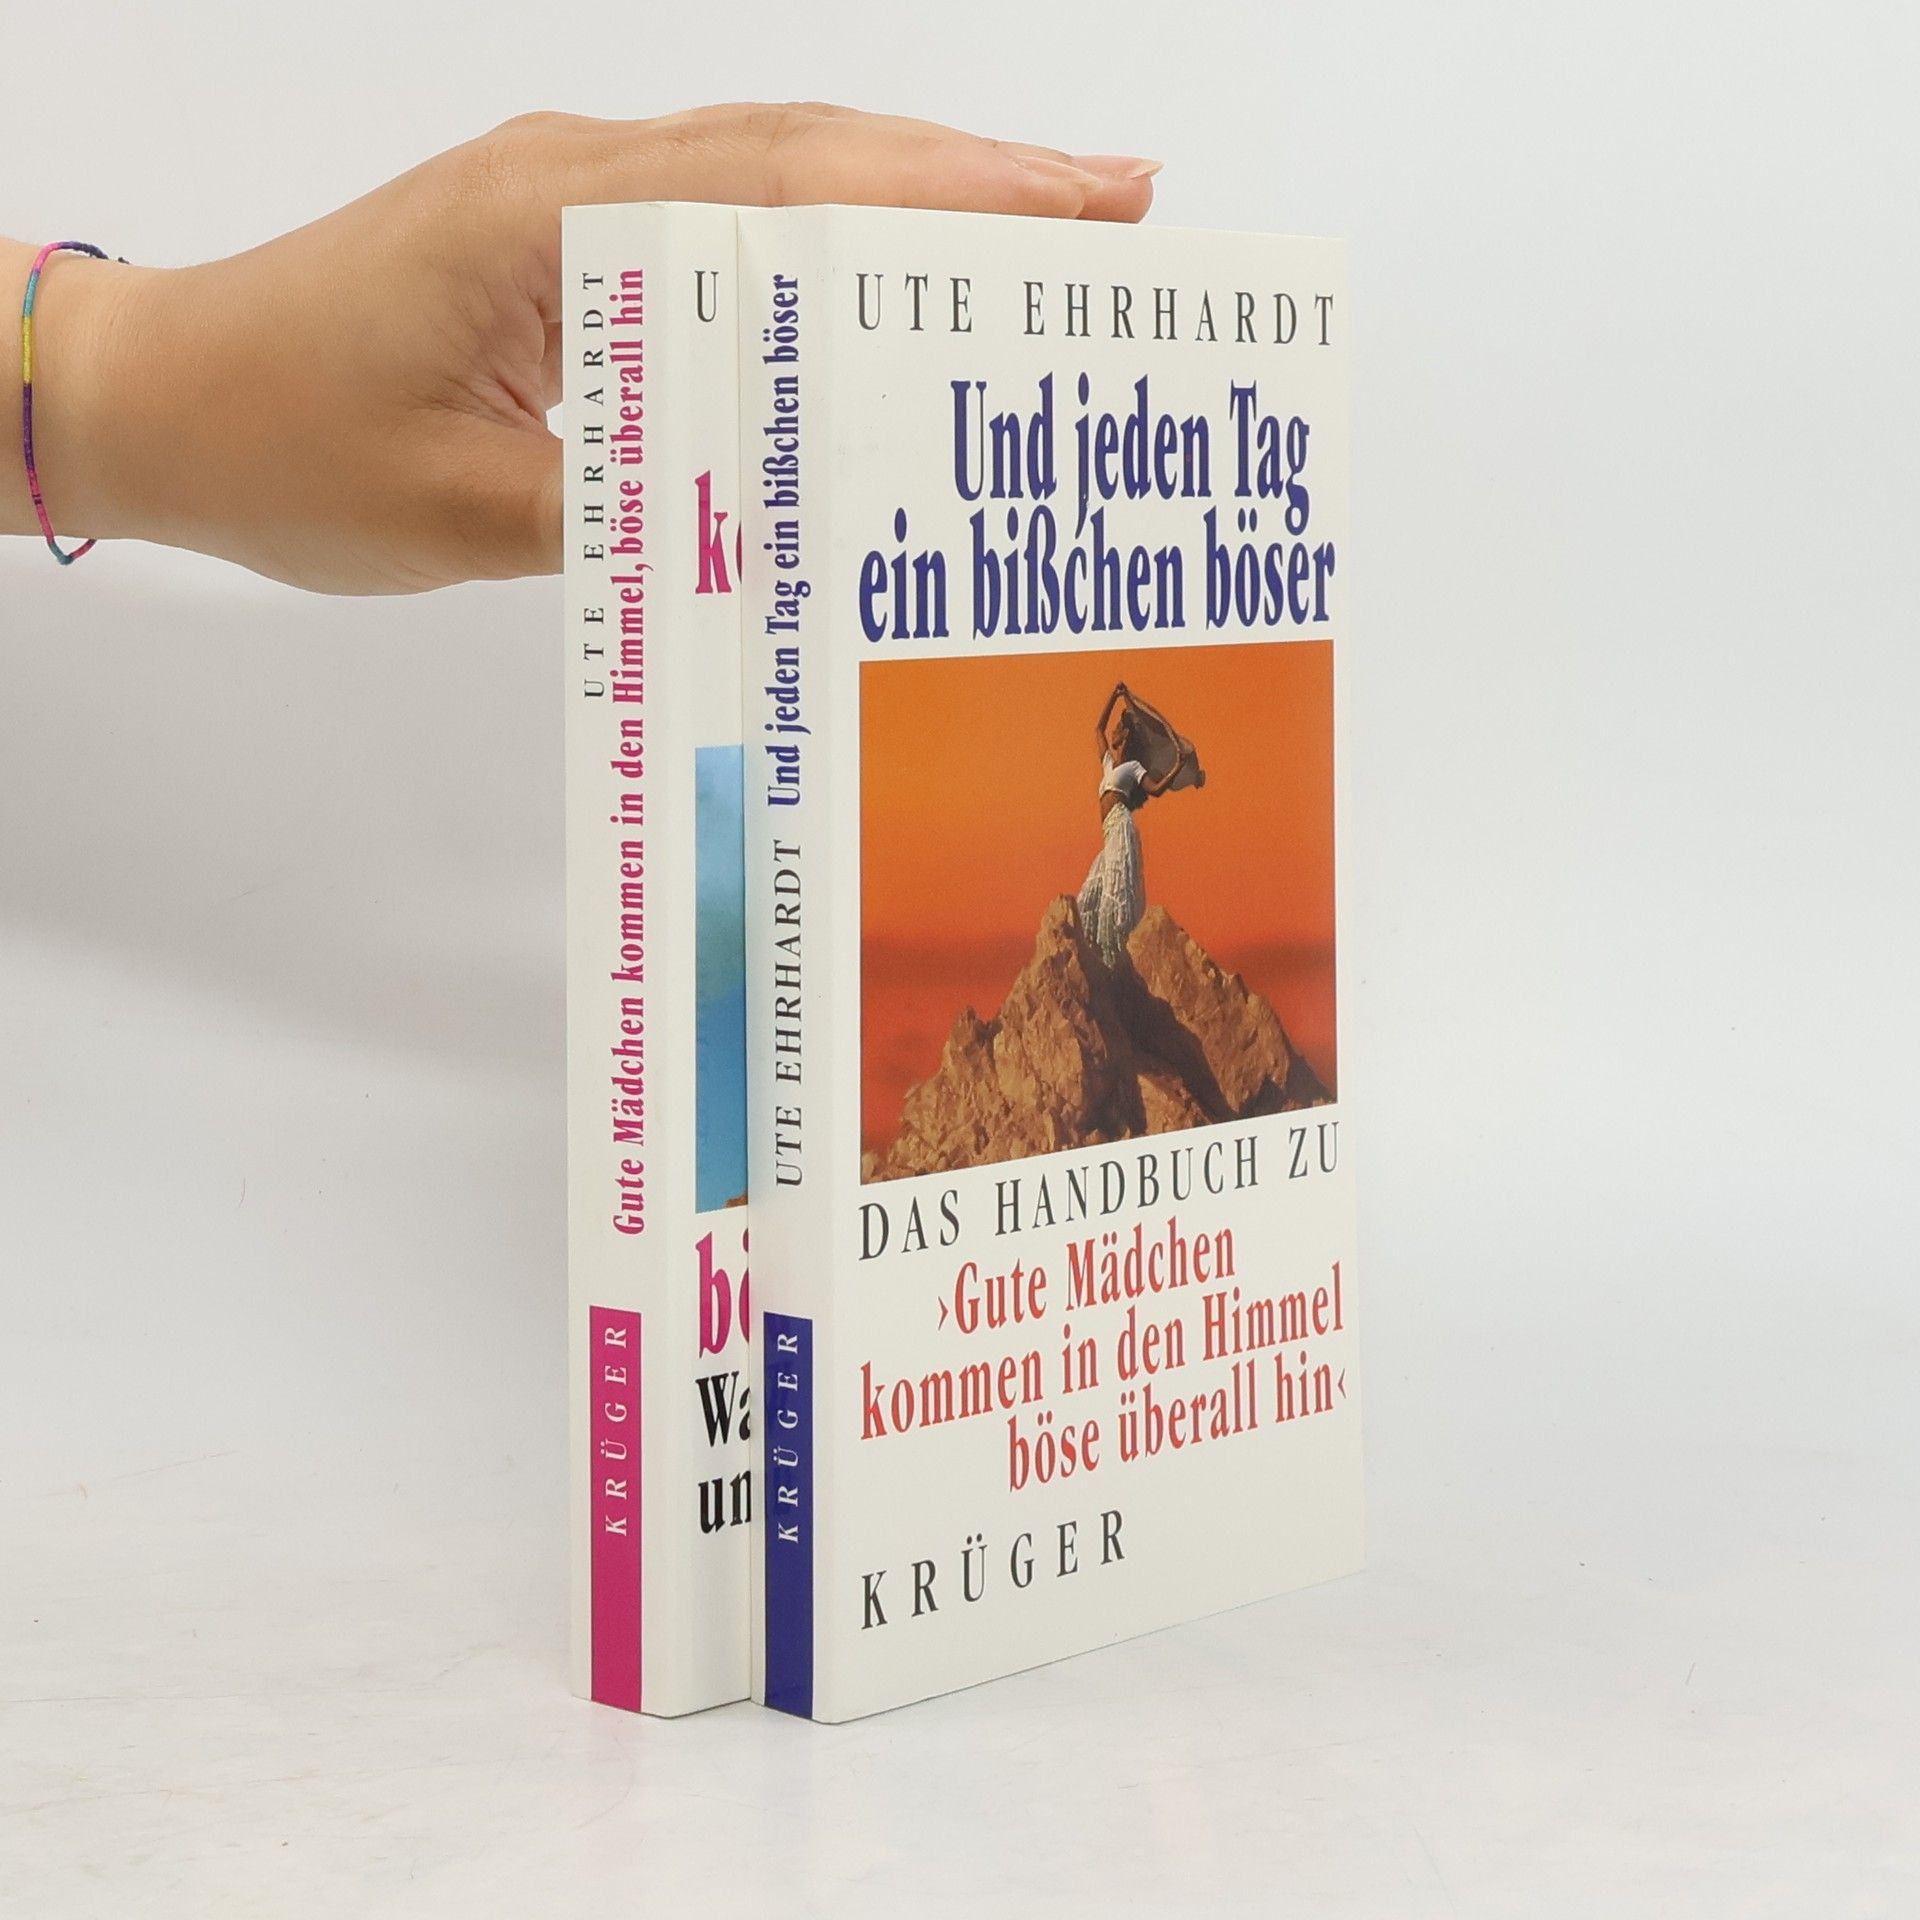 UTE EHRHARDT
Gute Mädchen kommen in den Himmel, böse überall hin
KRÜGER
U
UTE EHRHARDT Und jeden Tag ein bißchen böser
KRÜGER
UTE EHRHARDT
Und jeden Tag
ein bißchen böser
DAS HANDBUCH ZU
›Gute Mädchen
kommen in den Himmel
böse überall hin‹
KRÜGER